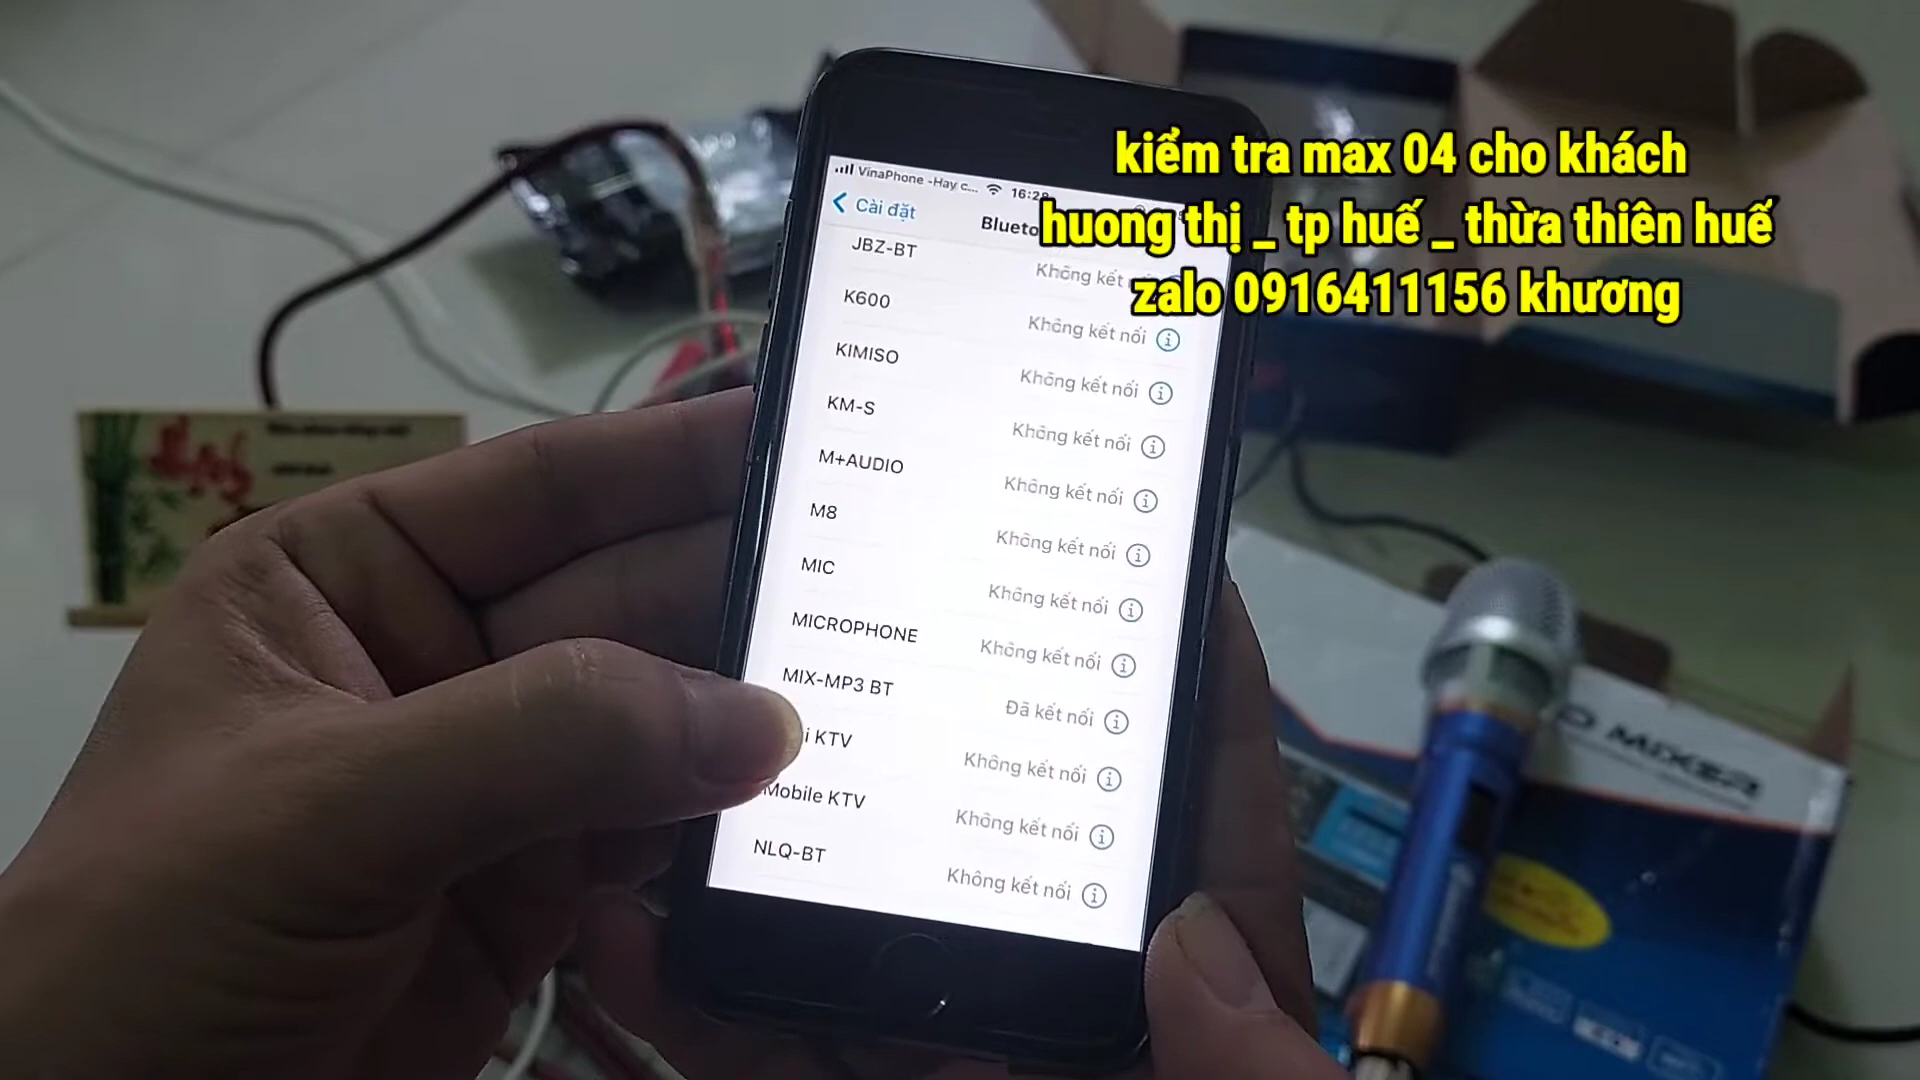 kiểm tra max 04 cho khách
huong thị _ tp huế _ thừa thiên huế
zalo 0916411156 khương
VinaPhone -Hay c... 16:28
Cài đặt
JBZ-BT
Không kết
K600
Không kết nối
KIMISO
Không kết nối
KM-S
Không kết nối
M+AUDIO
Không kết nối
M8
Không kết nối
MIC
Không kết nối
MICROPHONE
Không kết nối
MIX-MP3 BT
Đã kết nối
KTV
Không kết nối
Mobile KTV
Không kết nối
NLQ-BT
Không kết nối
MIXER